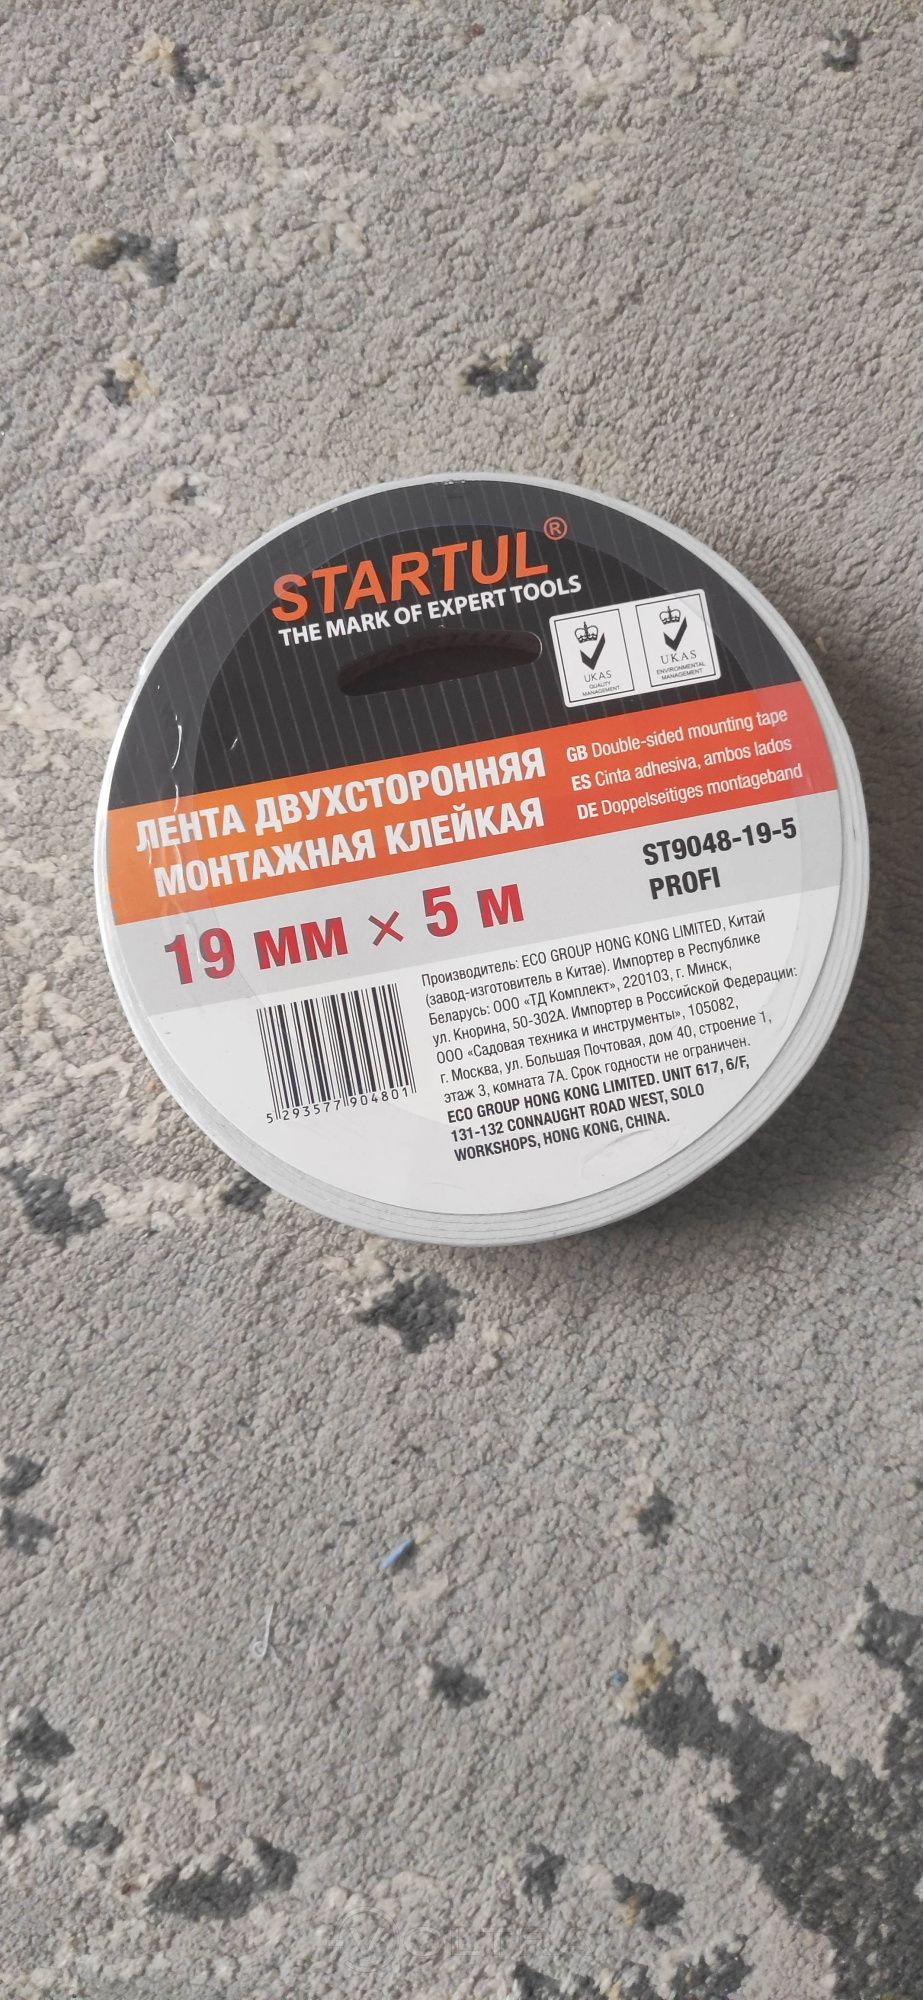 STARTUL®
THE MARK OF EXPERT TOOLS
UKAS
QUALITY
MANAGEMENT
UKAS
ENVIRONMENTAL
MANAGEMENT
ЛЕНТА ДВУХСТОРОННЯЯ
МОНТАЖНАЯ КЛЕЙКАЯ
GB Double-sided mounting tape
ES Cinta adhesiva, ambos lados
DE Doppelseitiges montageband
19 мм × 5 м
ST9048-19-5
PROFI
Производитель: ECO GROUP HONG KONG LIMITED, Китай
(завод-изготовитель в Китае). Импортер в Республике
Беларусь: ООО «ТД Комплект», 220103, г. Минск,
ул. Кнорина, 50-302А. Импортер в Российской Федерации:
ООО «Садовая техника и инструменты», 105082,
г. Москва, ул. Большая Почтовая, дом 40, строение 1,
этаж 3, комната 7А. Срок годности не ограничен.
ECO GROUP HONG KONG LIMITED. UNIT 617, 6/F,
131-132 CONNAUGHT ROAD WEST, SOLO
WORKSHOPS, HONG KONG, CHINA.
5 293577 904801